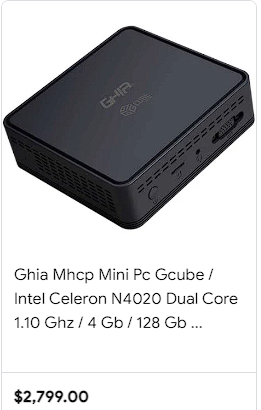 GHIA
Ghia Mhcp Mini Pc Gcube /
Intel Celeron N4020 Dual Core
1.10 Ghz / 4 Gb / 128 Gb ...
$2,799.00